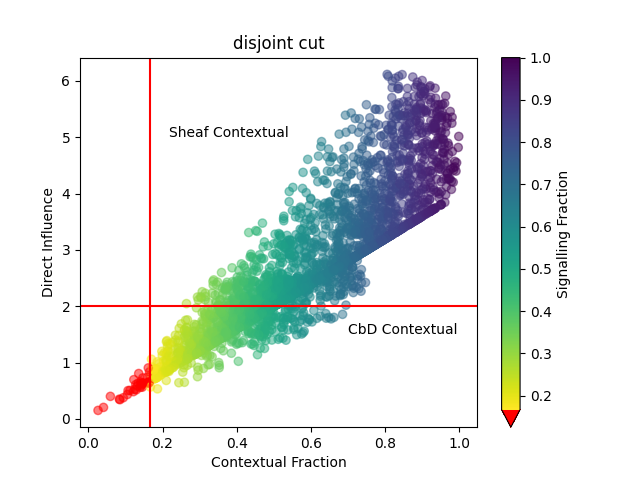 disjoint cut
Sheaf Contextual
CbD Contextual
Direct Influence
6
5
4
3
2
1
0
0.0 0.2 0.4 0.6 0.8 1.0
Contextual Fraction
1.0
0.9
0.8
0.7
0.6
0.5
0.4
0.3
0.2
Signalling Fraction